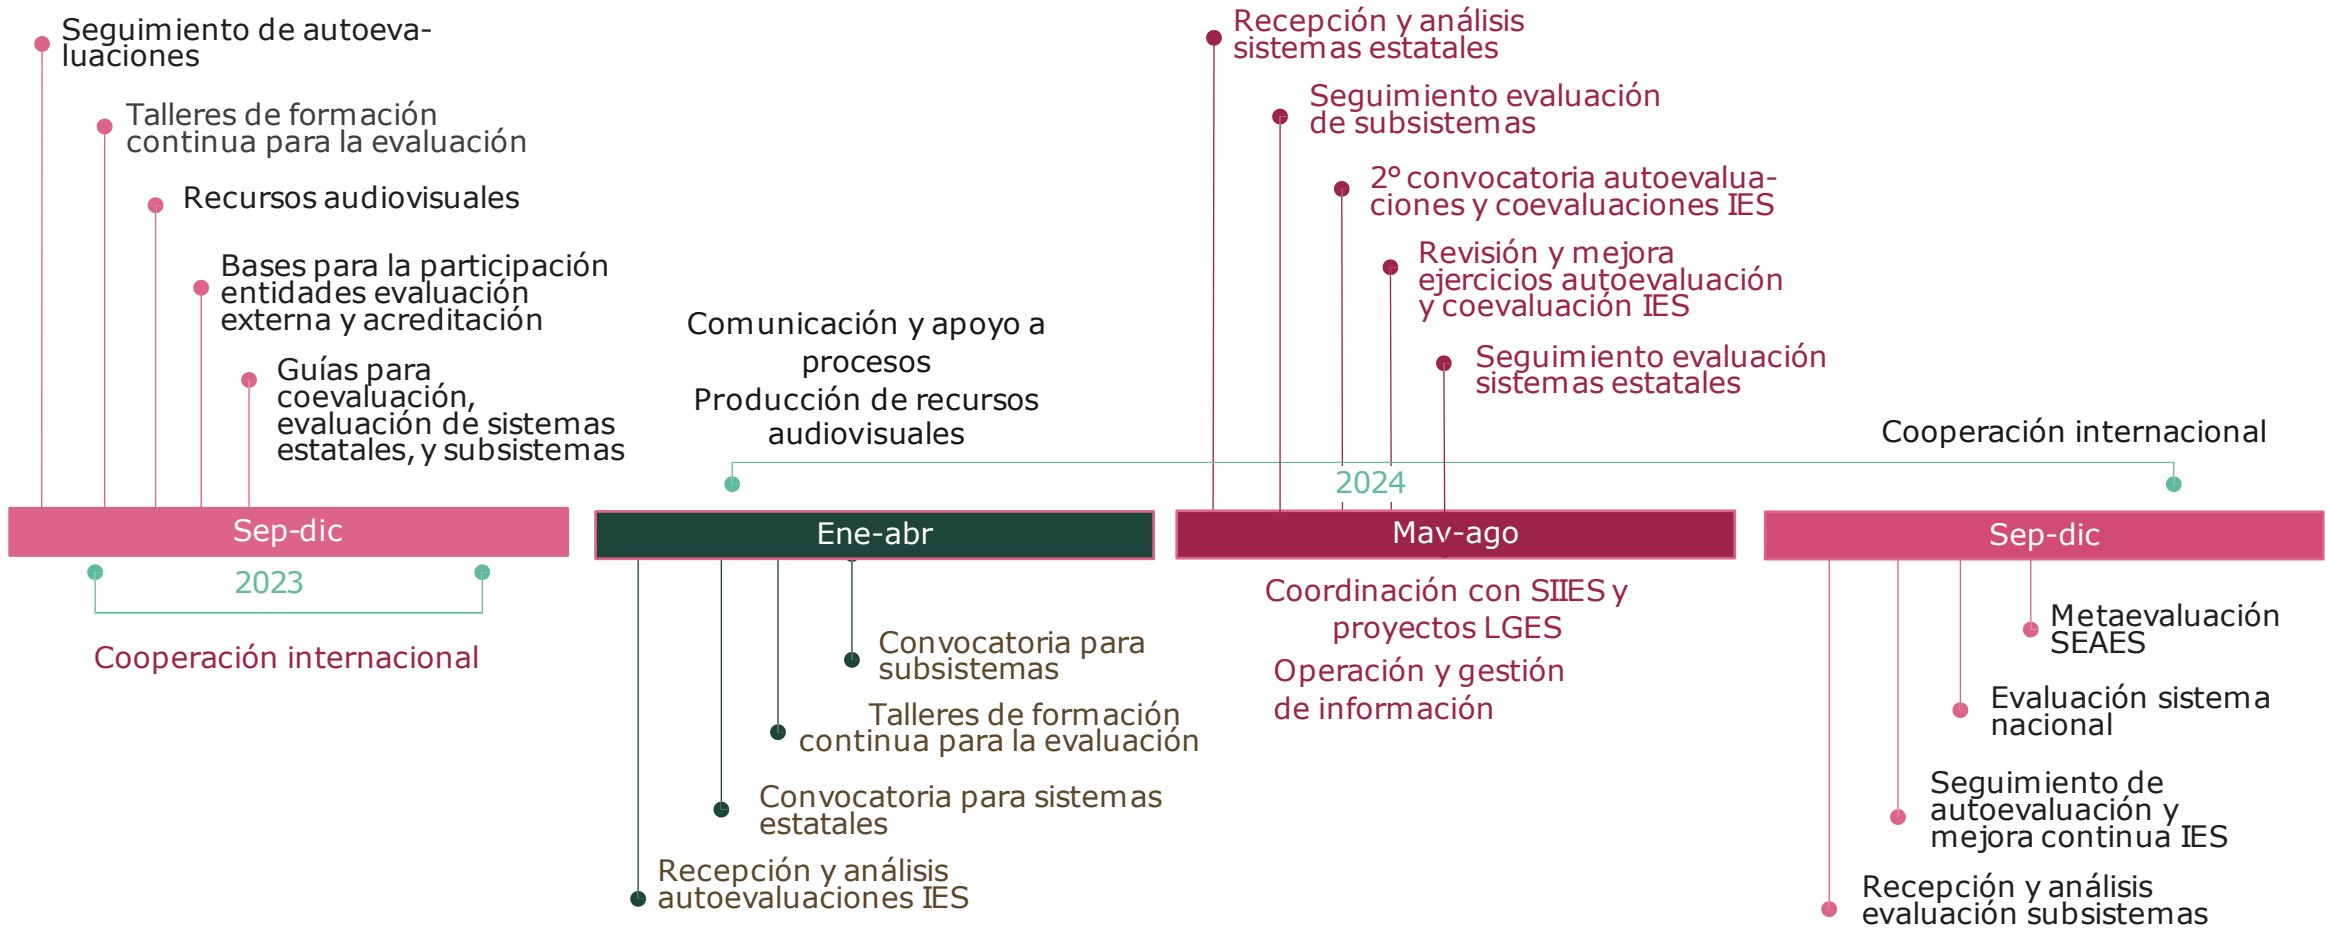 Seguimiento de autoeva-
luaciones
Talleres de formación
continua para la evaluación
Recursos audiovisuales
Bases para la participación
entidades evaluación
externa y acreditación
Guías para
coevaluación,
evaluación de sistemas
estatales, y subsistemas
Sep-dic
2023
Cooperación internacional
Comunicación y apoyo a
procesos
Producción de recursos
audiovisuales
2024
Cooperación internacional
Ene-abr
Convocatoria para
subsistemas
Talleres de formación
continua para la evaluación
Convocatoria para sistemas
estatales
Recepción y análisis
autoevaluaciones IES
Recepción y análisis
sistemas estatales
Seguimiento evaluación
de subsistemas
2° convocatoria autoevalua-
ciones y coevaluaciones IES
Revisión y mejora
ejercicios autoevaluación
y coevaluación IES
Seguimiento evaluación
sistemas estatales
May-ago
Coordinación con SIIES y
proyectos LGES
Operación y gestión
de información
Sep-dic
Metaevaluación
SEAES
Evaluación sistema
nacional
Seguimiento de
autoevaluación y
mejora continua IES
Recepción y análisis
evaluación subsistemas